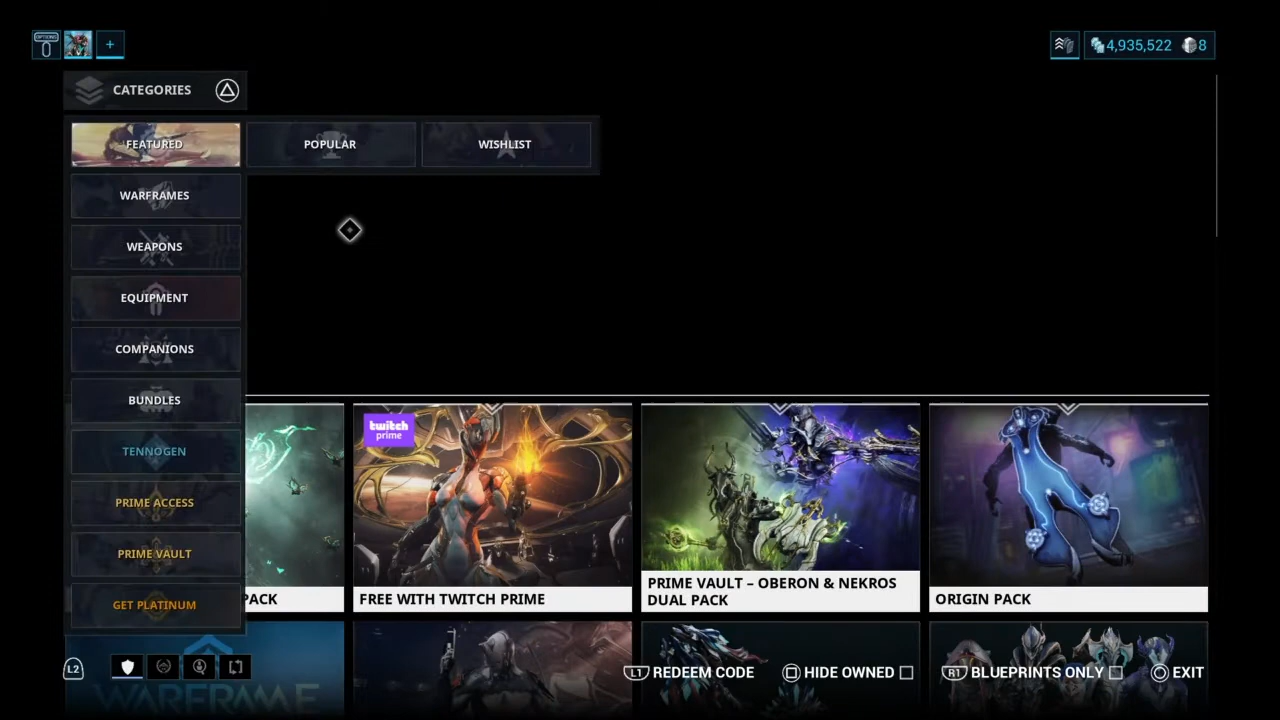 OPTIONS
+
4,935,522 8
CATEGORIES
FEATURED
POPULAR
WISHLIST
WARFRAMES
WEAPONS
EQUIPMENT
COMPANIONS
BUNDLES
TENNOGEN
PRIME ACCESS
PRIME VAULT
GET PLATINUM
PACK
twitch
prime
FREE WITH TWITCH PRIME
PRIME VAULT – OBERON & NEKROS
DUAL PACK
ORIGIN PACK
WARFRAME
L2
L1 REDEEM CODE
HIDE OWNED
R1 BLUEPRINTS ONLY
EXIT